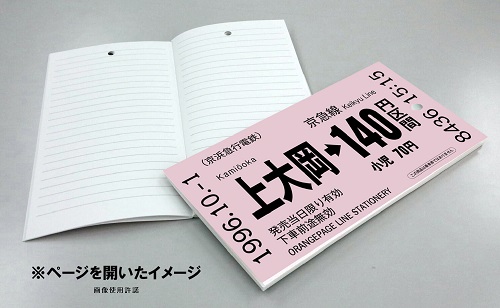 (京浜急行電鉄)
京急線 Keikyu Line
Kamiōoka
上大岡→140円区間
小児 70円
発売当日限り有効
下車前途無効
ORANGEPAGE LINE STATIONERY
1996.10.-1
8436 15:15
※ページを開いたイメージ
画像使用許諾